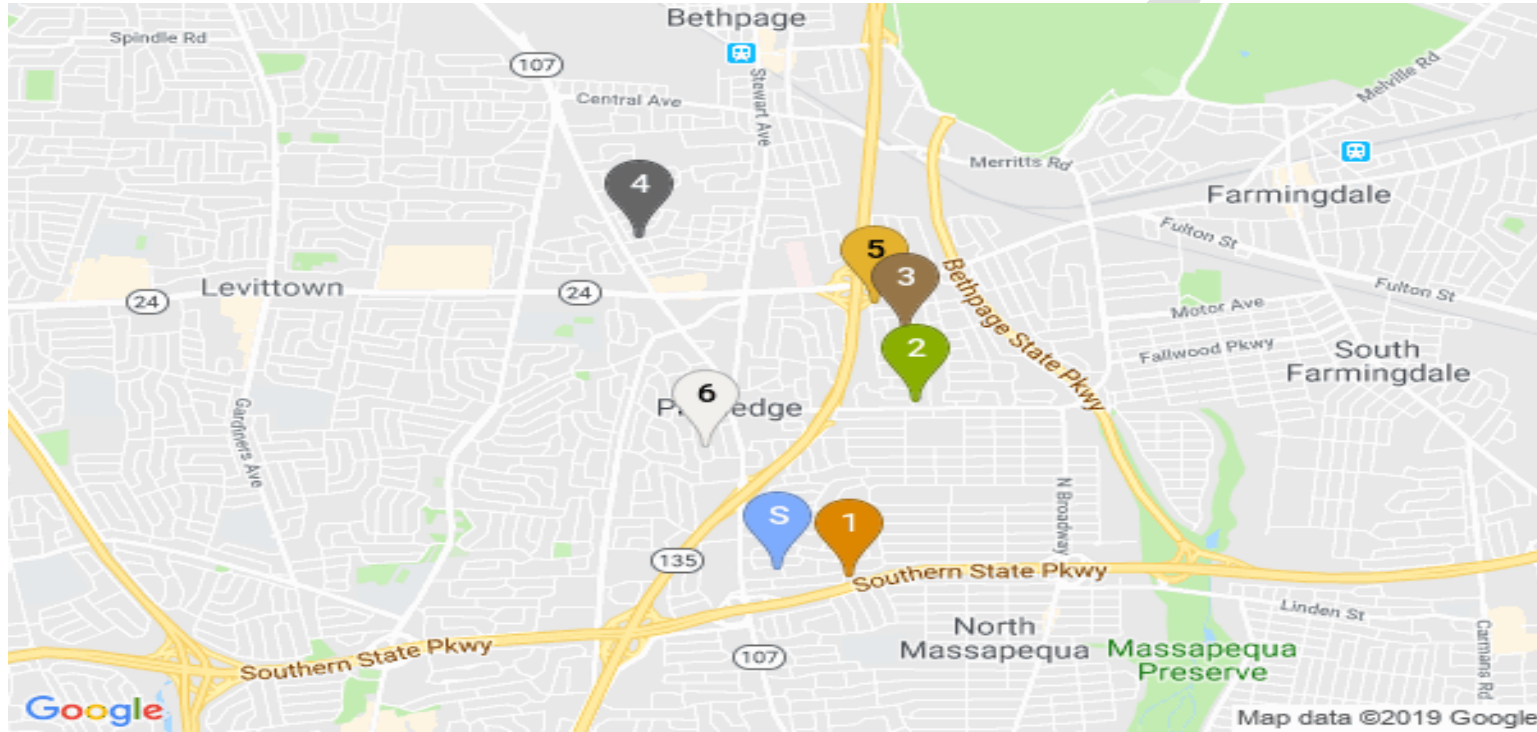 Bethpage
Spindle Rd
107
Central Ave
Stewart Ave
Melville Rd
Merritts Rd
4
Farmingdale
Fulton St
5
3
Levittown
24
24
Bethpage State Pkwy
Motor Ave
Fulton St
2
Fallwood Pkwy
South
Farmingdale
6
edge
Gardiners Ave
N Broadway
S
1
135
Southern State Pkwy
Linden St
North
Massapequa
Massapequa
Preserve
Carmans Rd
107
Southern State Pkwy
Google
Map data ©2019 Google